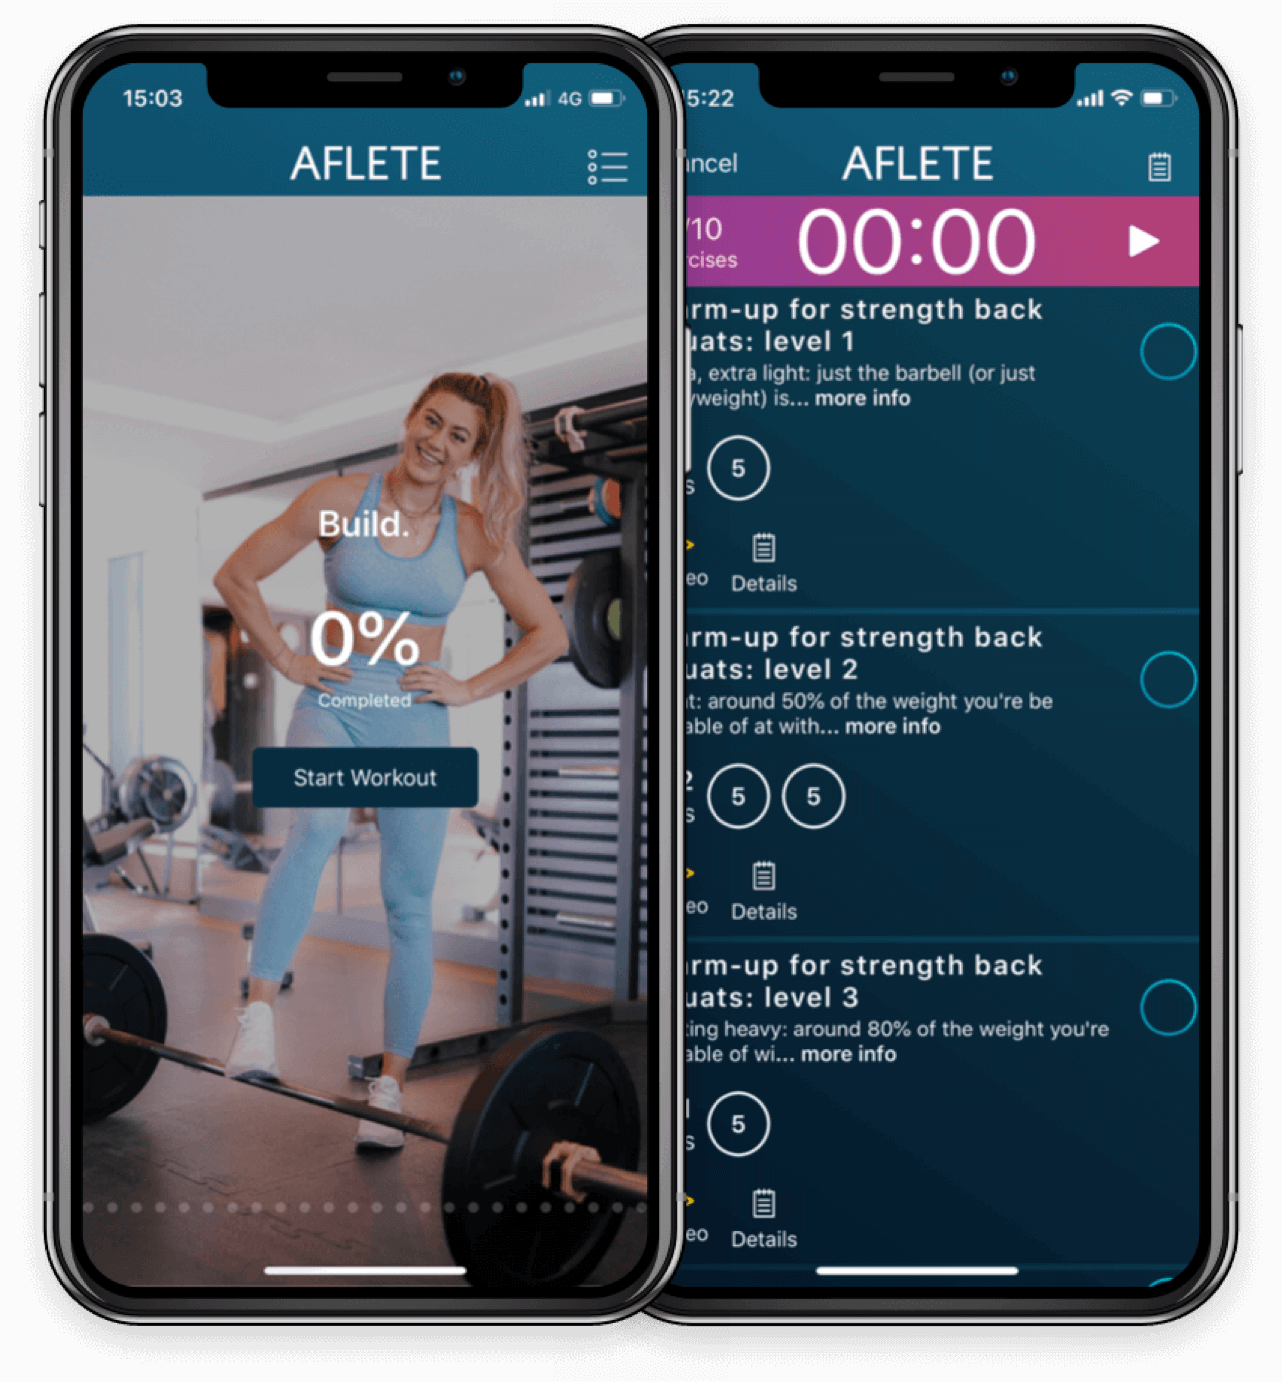 15:03
4G
AFLETE
Build.
0%
Completed
Start Workout
5:22
ncel
AFLETE
/10
rcises
00:00
rm-up for strength back
uats: level 1
a, extra light: just the barbell (or just
weight) is... more info
5
s
eo
Details
rm-up for strength back
uats: level 2
t: around 50% of the weight you're be
able of at with... more info
2
5
5
s
eo
Details
rm-up for strength back
uats: level 3
ting heavy: around 80% of the weight you're
able of wi... more info
5
s
eo
Details